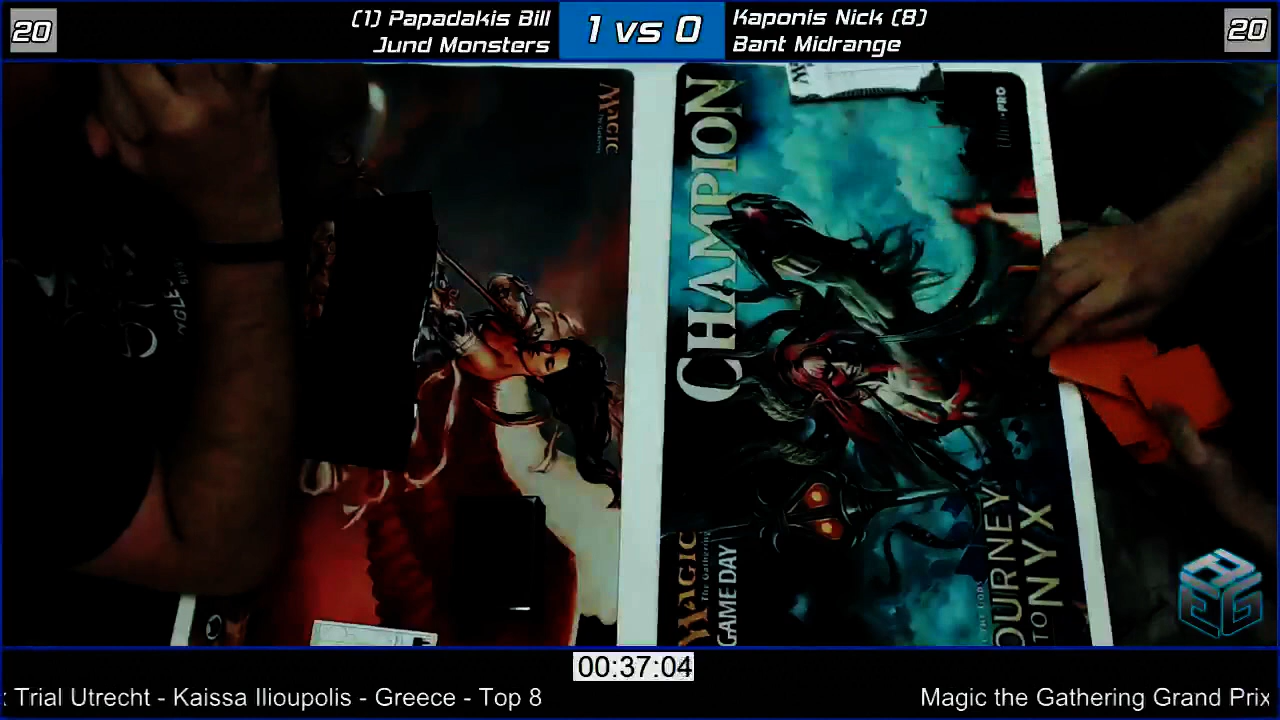 20
(1) Papadakis Bill
Jund Monsters
1 vs 0
Kaponis Nick (8)
Bant Midrange
20
MAGIC
The Gathering
CHAMPION
PRO
MAGIC
The Gathering
GAME DAY
JOURNEY
TO NYX
00:37:04
x Trial Utrecht - Kaissa Ilioupolis - Greece - Top 8
Magic the Gathering Grand Prix